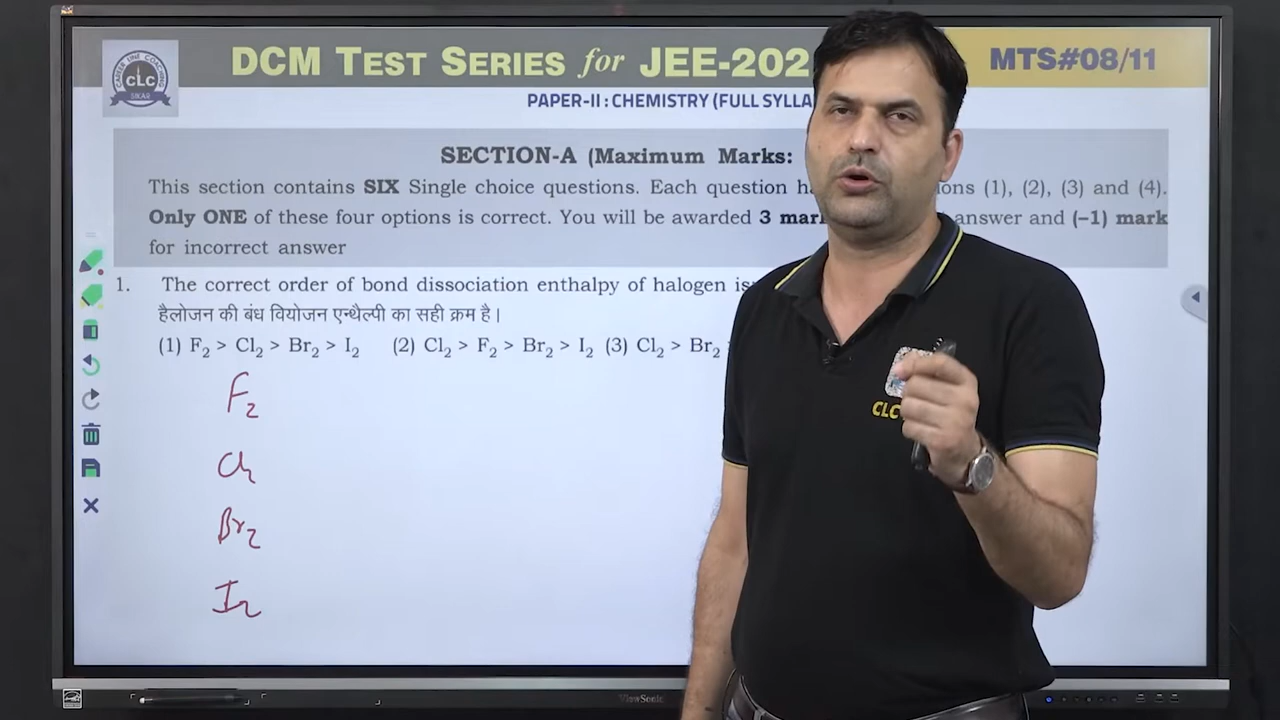 DCM TEST SERIES for JEE-202
MTS#08/11
CAREER LINE COACHING
CLC
SIKAR
PAPER-II : CHEMISTRY (FULL SYLLA
SECTION-A (Maximum Marks:
This section contains SIX Single choice questions. Each question ha ons (1), (2), (3) and (4).
Only ONE of these four options is correct. You will be awarded 3 mar answer and (–1) mark
for incorrect answer
1. The correct order of bond dissociation enthalpy of halogen is
हैलोजन की बंध वियोजन एन्थैल्पी का सही क्रम है।
(1) F₂ > Cl₂ > Br₂ > I₂ (2) Cl₂ > F₂ > Br₂ > I₂ (3) Cl₂ > Br₂
F₂
Cl₂
Br₂
I₂
CLC
ViewSonic